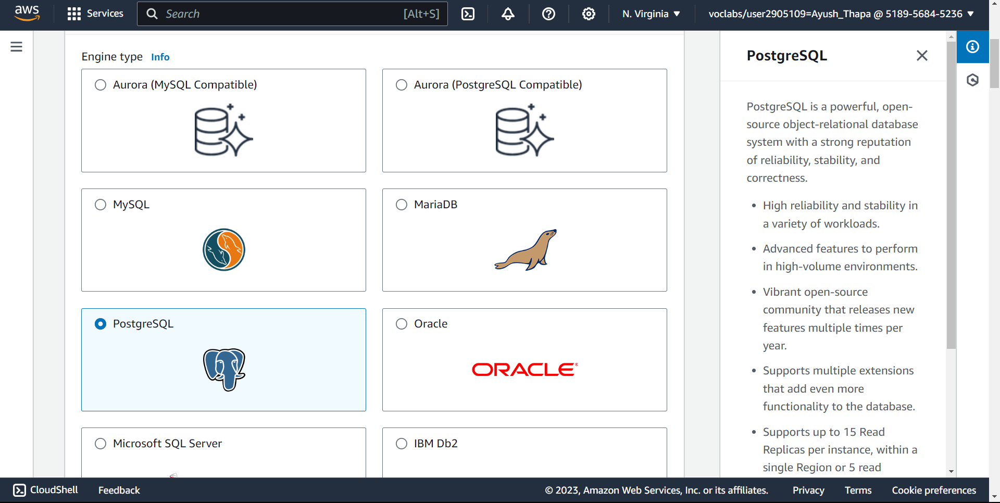 aws
Services
Search
[Alt+S]
N. Virginia
voclabs/user2905109=Ayush_Thapa @ 5189-5684-5236
Engine type Info
Aurora (MySQL Compatible)
Aurora (PostgreSQL Compatible)
MySQL
MariaDB
PostgreSQL
Oracle
ORACLE®
Microsoft SQL Server
IBM Db2
PostgreSQL
PostgreSQL is a powerful, open-
source object-relational database
system with a strong reputation
of reliability, stability, and
correctness.
• High reliability and stability in
a variety of workloads.
• Advanced features to perform
in high-volume environments.
• Vibrant open-source
community that releases new
features multiple times per
year.
• Supports multiple extensions
that add even more
functionality to the database.
• Supports up to 15 Read
Replicas per instance, within a
single Region or 5 read
CloudShell
Feedback
© 2023, Amazon Web Services, Inc. or its affiliates.
Privacy
Terms
Cookie preferences